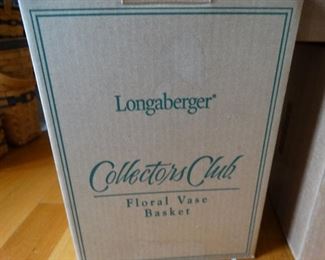 Longaberger®
Collectors Club
Floral Vase
Basket